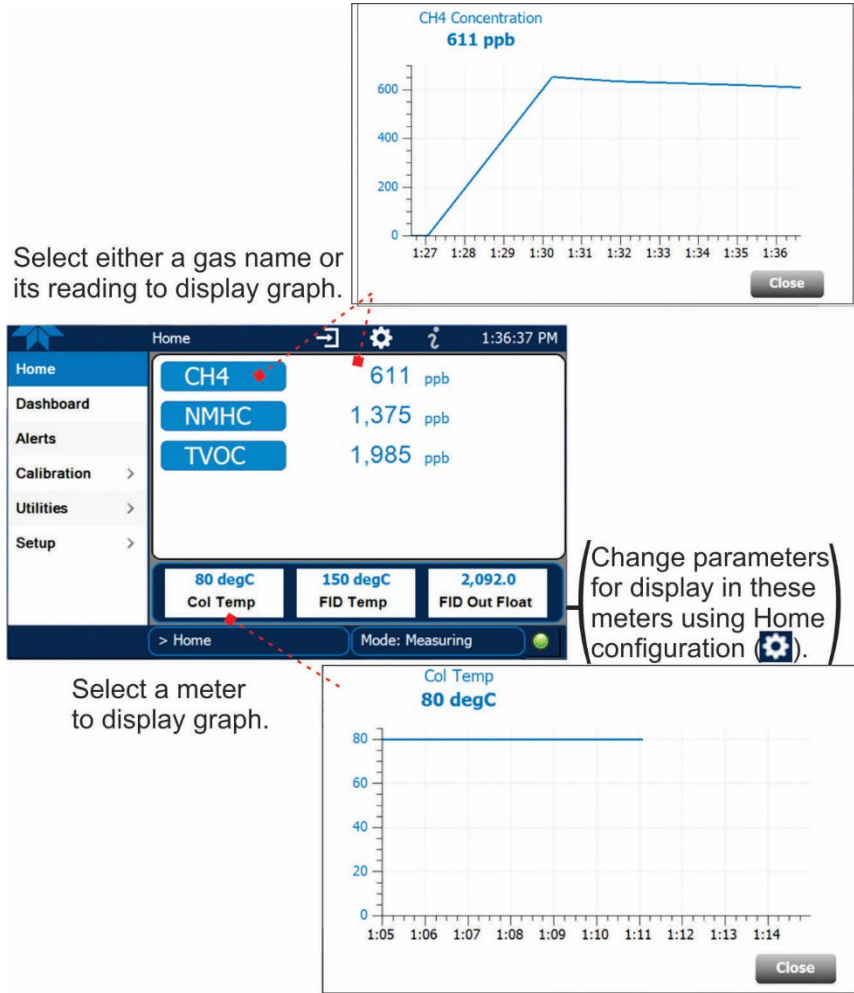 CH4 Concentration
611 ppb
600
400
200
0
1:27 1:28 1:29 1:30 1:31 1:32 1:33 1:34 1:35 1:36
Close
Select either a gas name or
its reading to display graph.
Home 1:36:37 PM
Home
Dashboard
Alerts
Calibration >
Utilities >
Setup >
CH4 611 ppb
NMHC 1,375 ppb
TVOC 1,985 ppb
80 degC
Col Temp
150 degC
FID Temp
2,092.0
FID Out Float
> Home
Mode: Measuring
Change parameters
for display in these
meters using Home
configuration ( ).
Select a meter
to display graph.
Col Temp
80 degC
80
60
40
20
0
1:05 1:06 1:07 1:08 1:09 1:10 1:11 1:12 1:13 1:14
Close